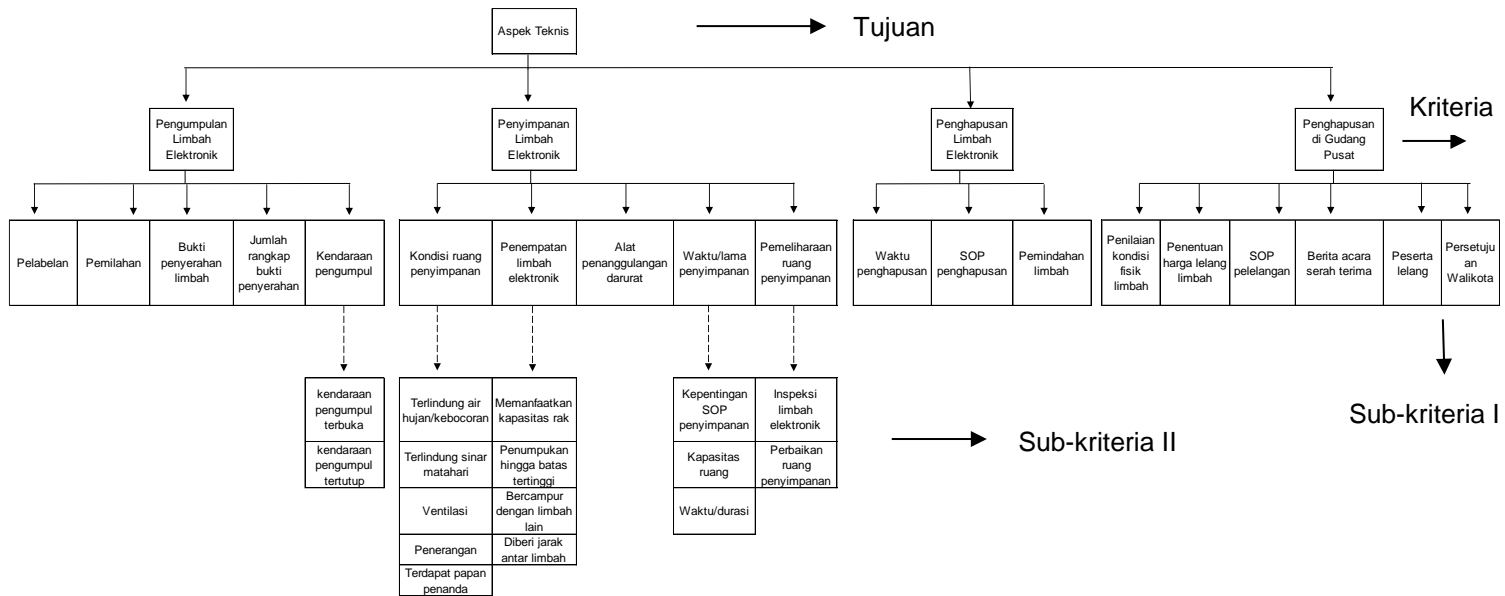 Aspek Teknis
Tujuan
Pengumpulan
Limbah
Elektronik
Penyimpanan
Limbah
Elektronik
Penghapusan
Limbah
Elektronik
Penghapusan
di Gudang
Pusat
Kriteria
Pelabelan
Pemilahan
Bukti
penyerahan
limbah
Jumlah
rangkap
bukti
penyerahan
Kendaraan
pengumpul
Kondisi ruang
penyimpanan
Penempatan
limbah
elektronik
Alat
penanggulangan
darurat
Waktu/lama
penyimpanan
Pemeliharaan
ruang
penyimpanan
Waktu
penghapusan
SOP
penghapusan
Pemindahan
limbah
Penilaian
kondisi
fisik
limbah
Penentuan
harga lelang
limbah
SOP
pelelangan
Berita acara
serah terima
Peserta
lelang
Persetuju
an
Walikota
Sub-kriteria I
kendaraan
pengumpul
terbuka
kendaraan
pengumpul
tertutup
Terlindung air
hujan/kebocoran
Terlindung sinar
matahari
Ventilasi
Penerangan
Terdapat papan
penanda
Memanfaatkan
kapasitas rak
Penumpukan
hingga batas
tertinggi
Bercampur
dengan limbah
lain
Diberi jarak
antar limbah
Kepentingan
SOP
penyimpanan
Kapasitas
ruang
Waktu/durasi
Inspeksi
limbah
elektronik
Perbaikan
ruang
penyimpanan
Sub-kriteria II